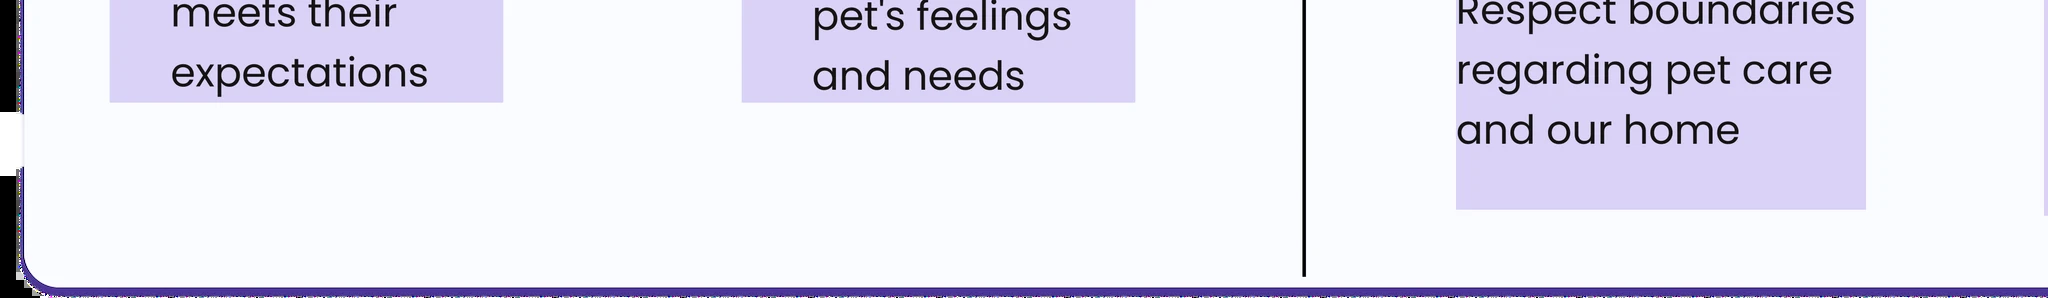 meets their
expectations
pet's feelings
and needs
Respect boundaries
regarding pet care
and our home